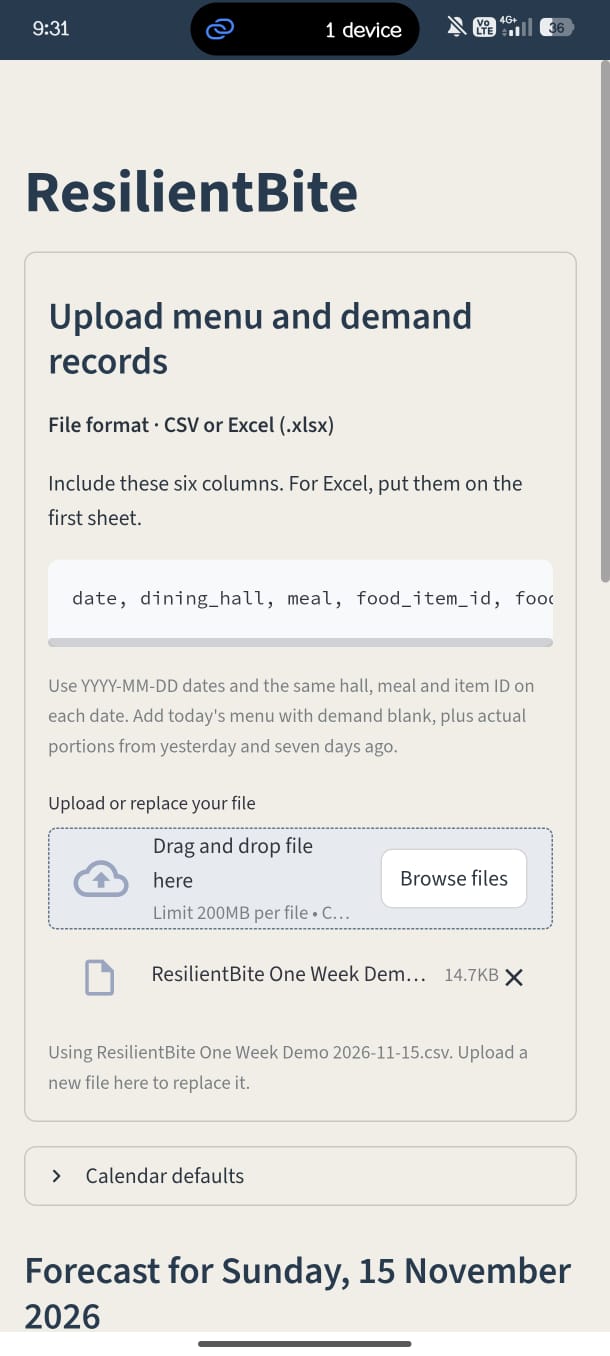 9:31
1 device
Vo LTE
4G+
36
ResilientBite
Upload menu and demand
records
File format · CSV or Excel (.xlsx)
Include these six columns. For Excel, put them on the
first sheet.
date, dining_hall, meal, food_item_id, food
Use YYYY-MM-DD dates and the same hall, meal and item ID on
each date. Add today's menu with demand blank, plus actual
portions from yesterday and seven days ago.
Upload or replace your file
Drag and drop file
here
Limit 200MB per file • C...
Browse files
ResilientBite One Week Dem...
14.7KB
Using ResilientBite One Week Demo 2026-11-15.csv. Upload a
new file here to replace it.
Calendar defaults
Forecast for Sunday, 15 November
2026